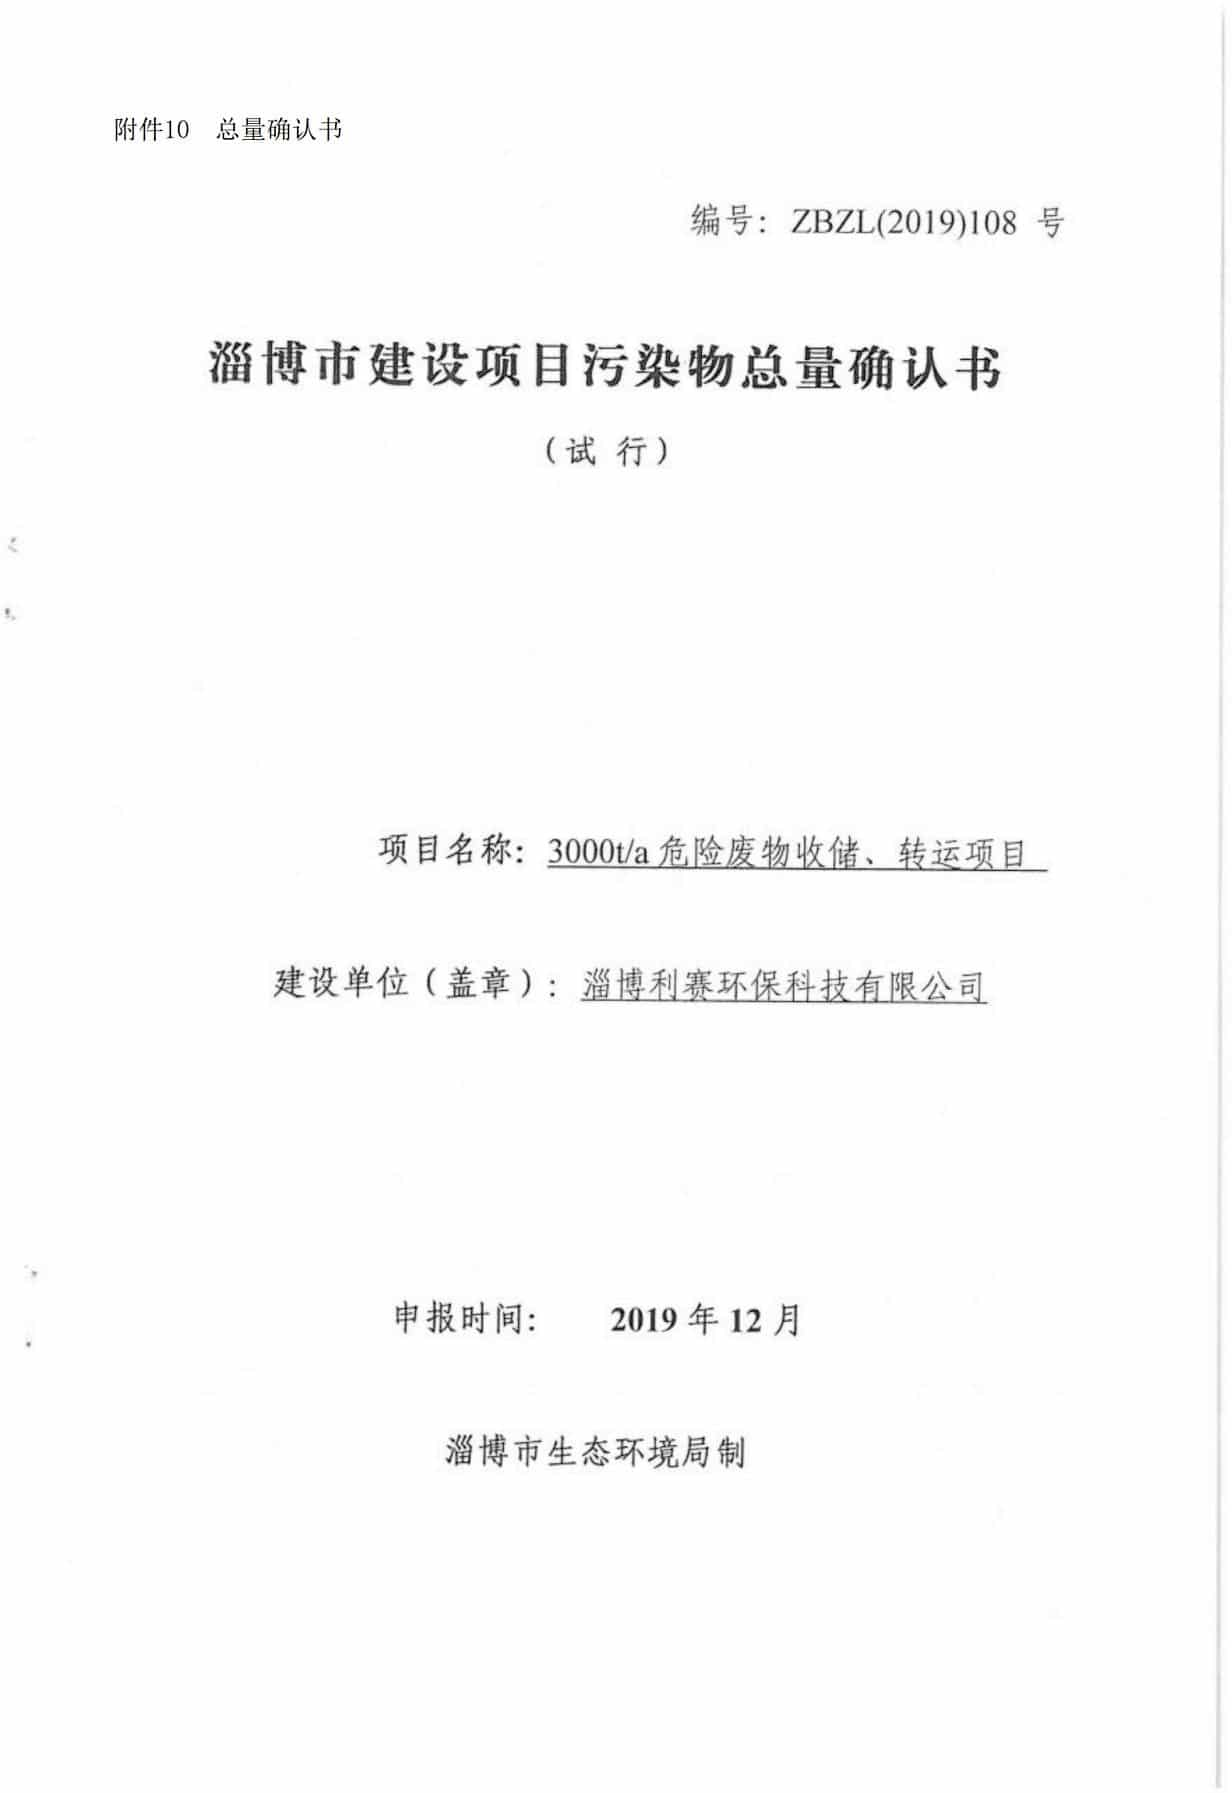 附件10 总量确认书
编号：ZBZL(2019)108 号
淄博市建设项目污染物总量确认书
（试 行）
项目名称：3000t/a 危险废物收储、转运项目
建设单位（盖章）：淄博利赛环保科技有限公司
申报时间： 2019 年 12 月
淄博市生态环境局制